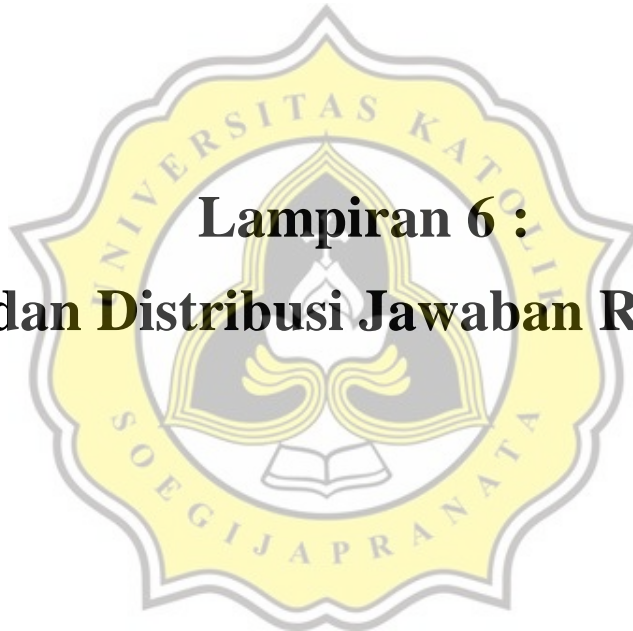 UNIVERSITAS KATOLIK
Lampiran 6 :
dan Distribusi Jawaban
SOEGIJAPRANATA